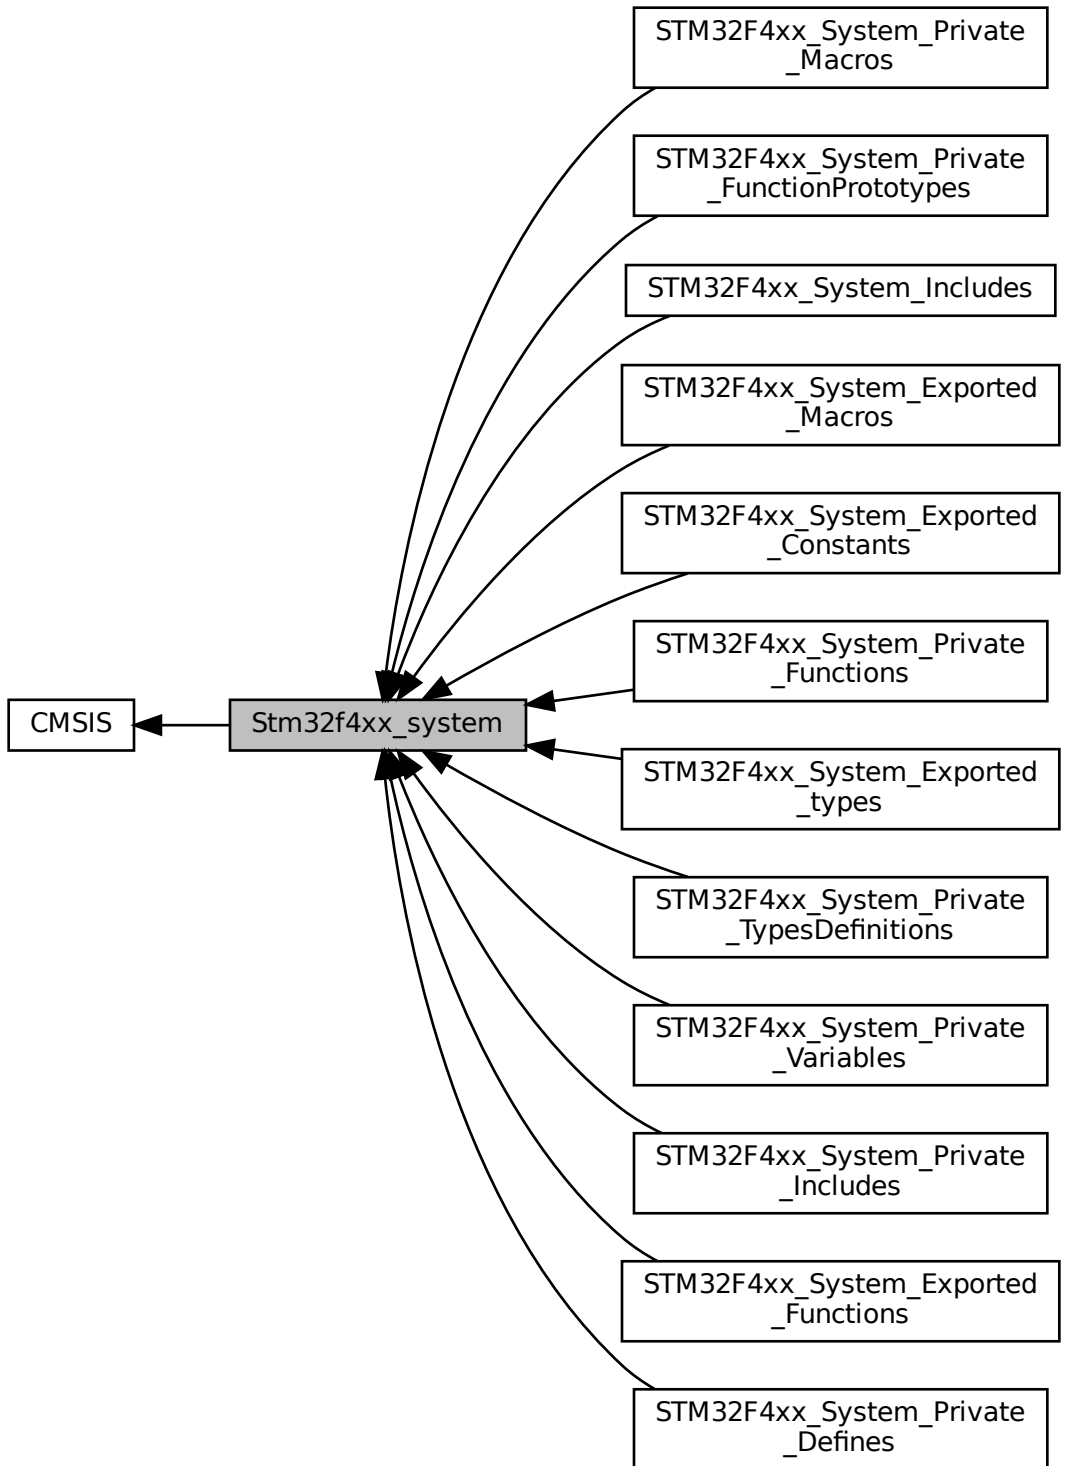 STM32F4xx_System_Private
_Macros
STM32F4xx_System_Private
_FunctionPrototypes
STM32F4xx_System_Includes
STM32F4xx_System_Exported
_Macros
STM32F4xx_System_Exported
_Constants
STM32F4xx_System_Private
_Functions
CMSIS
Stm32f4xx_system
STM32F4xx_System_Exported
_types
STM32F4xx_System_Private
_TypesDefinitions
STM32F4xx_System_Private
_Variables
STM32F4xx_System_Private
_Includes
STM32F4xx_System_Exported
_Functions
STM32F4xx_System_Private
_Defines